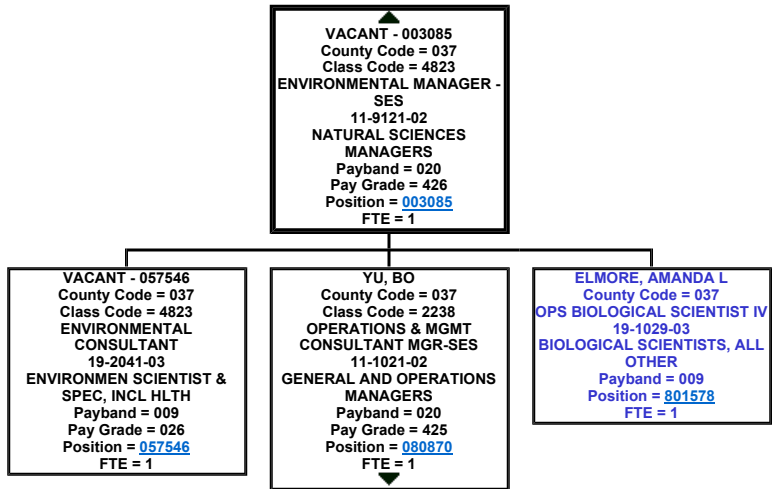 VACANT - 003085
County Code = 037
Class Code = 4823
ENVIRONMENTAL MANAGER -
SES
11-9121-02
NATURAL SCIENCES
MANAGERS
Payband = 020
Pay Grade = 426
Position = 003085
FTE = 1
VACANT - 057546
County Code = 037
Class Code = 4823
ENVIRONMENTAL
CONSULTANT
19-2041-03
ENVIRONMEN SCIENTIST &
SPEC, INCL HLTH
Payband = 009
Pay Grade = 026
Position = 057546
FTE = 1
YU, BO
County Code = 037
Class Code = 2238
OPERATIONS & MGMT
CONSULTANT MGR-SES
11-1021-02
GENERAL AND OPERATIONS
MANAGERS
Payband = 020
Pay Grade = 425
Position = 080870
FTE = 1
ELMORE, AMANDA L
County Code = 037
OPS BIOLOGICAL SCIENTIST IV
19-1029-03
BIOLOGICAL SCIENTISTS, ALL
OTHER
Payband = 009
Position = 801578
FTE = 1